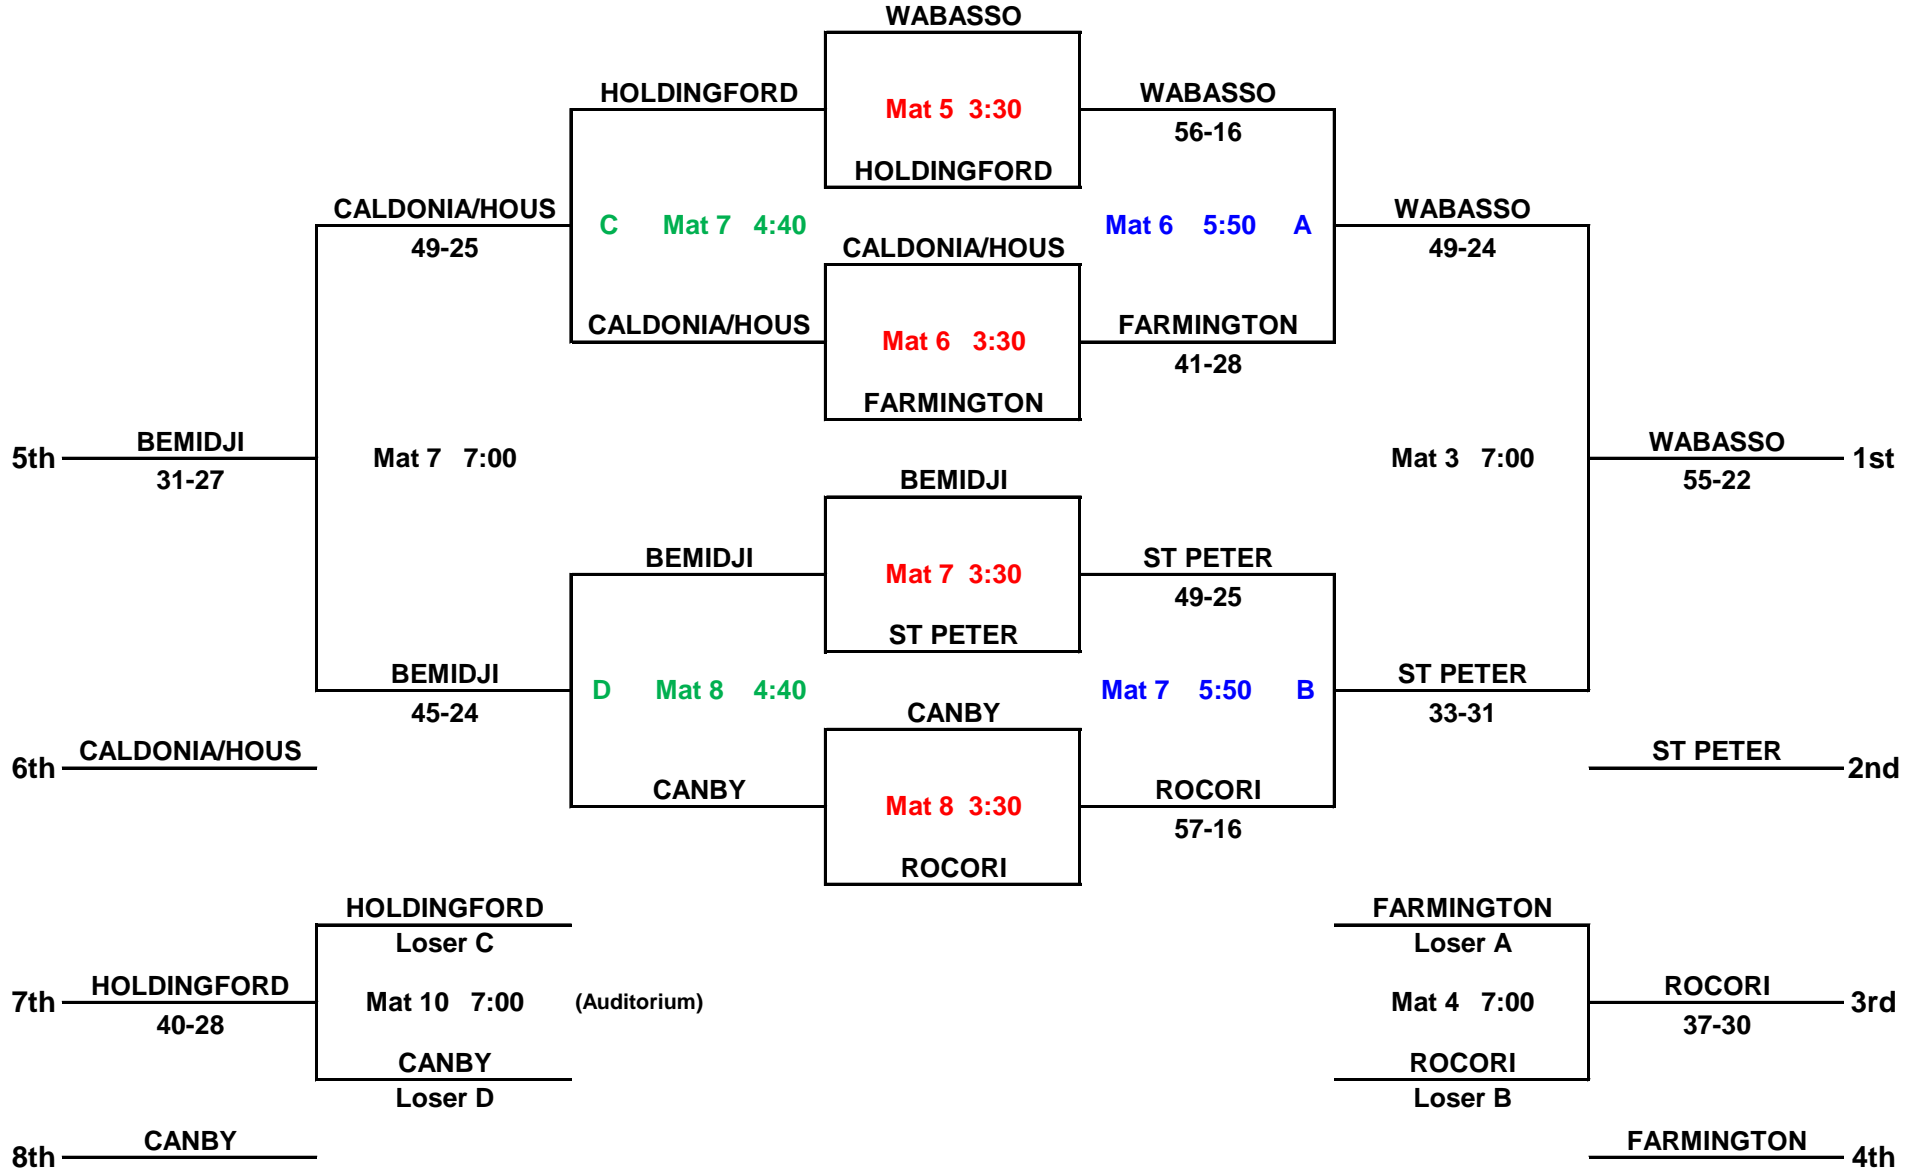 WABASSO
HOLDINGFORD
Mat 5 3:30
WABASSO
56-16
HOLDINGFORD
CALDONIA/HOUS
49-25
C Mat 7 4:40
Mat 6 5:50 A
WABASSO
49-24
CALDONIA/HOUS
CALDONIA/HOUS
Mat 6 3:30
FARMINGTON
41-28
FARMINGTON
5th
BEMIDJI
31-27
Mat 7 7:00
Mat 3 7:00
WABASSO
55-22
1st
BEMIDJI
BEMIDJI
Mat 7 3:30
ST PETER
49-25
ST PETER
BEMIDJI
45-24
D Mat 8 4:40
Mat 7 5:50 B
ST PETER
33-31
CANBY
6th
CALDONIA/HOUS
ST PETER
2nd
CANBY
Mat 8 3:30
ROCORI
57-16
ROCORI
HOLDINGFORD
Loser C
FARMINGTON
Loser A
7th
HOLDINGFORD
40-28
Mat 10 7:00 (Auditorium)
Mat 4 7:00
ROCORI
37-30
3rd
CANBY
Loser D
ROCORI
Loser B
8th
CANBY
FARMINGTON
4th